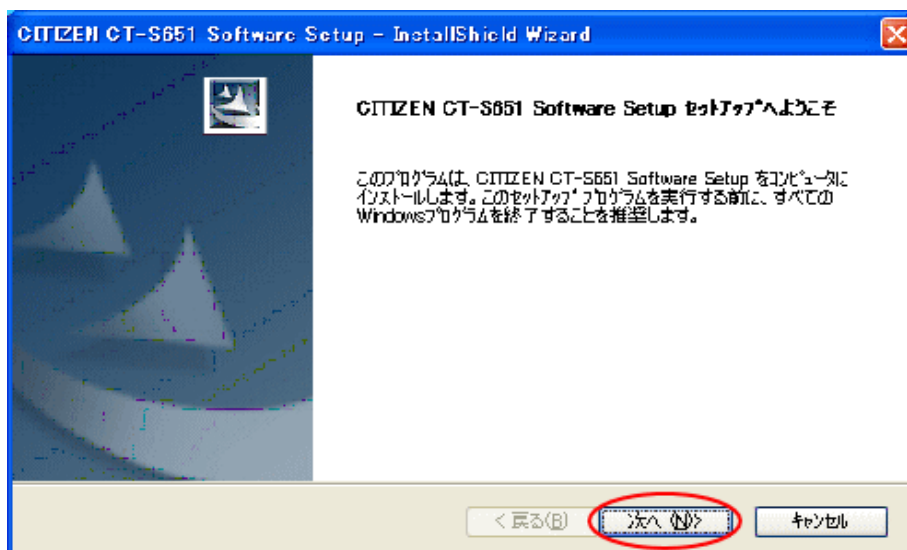 CITIZEN CT-S651 Software Setup - InstallShield Wizard
CITIZEN CT-S651 Software Setup セットアップへようこそ
このプログラムは、CITIZEN CT-S651 Software Setup をコンピュータに
インストールします。このセットアップ プログラムを実行する前に、すべての
Windowsプログラムを終了することを推奨します。
< 戻る(B)
次へ (N)>
キャンセル